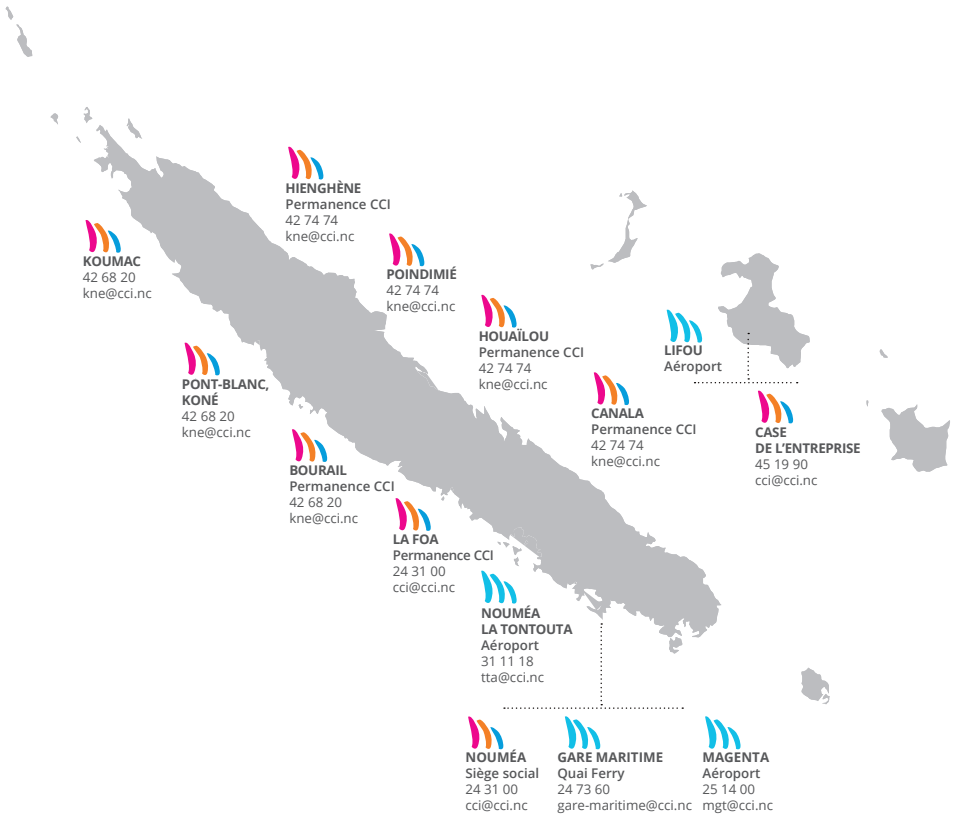 HIENGHÈNE
Permanence CCI
42 74 74
kne@cci.nc
KOUMAC
42 68 20
kne@cci.nc
POINDIMIÉ
42 74 74
kne@cci.nc
HOUAÏLOU
Permanence CCI
42 74 74
kne@cci.nc
LIFOU
Aéroport
PONT-BLANC,
KONÉ
42 68 20
kne@cci.nc
CANALA
Permanence CCI
42 74 74
kne@cci.nc
CASE
DE L'ENTREPRISE
45 19 90
cci@cci.nc
BOURAIL
Permanence CCI
42 68 20
kne@cci.nc
LA FOA
Permanence CCI
24 31 00
cci@cci.nc
NOUMÉA
LA TONTOUTA
Aéroport
31 11 18
tta@cci.nc
NOUMÉA
Siège social
24 31 00
cci@cci.nc
GARE MARITIME
Quai Ferry
24 73 60
gare-maritime@cci.nc
MAGENTA
Aéroport
25 14 00
mgt@cci.nc